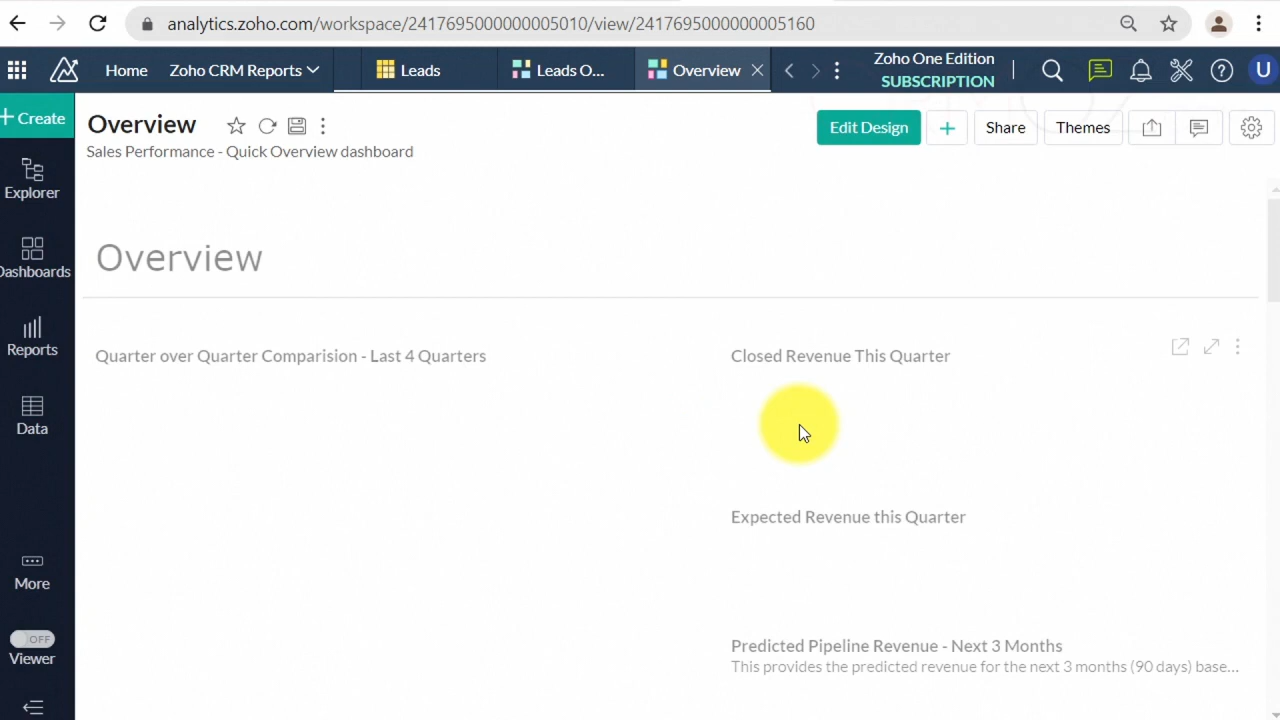 analytics.zoho.com/workspace/2417695000000005010/view/2417695000000005160
Home
Zoho CRM Reports
Leads
Leads O...
Overview
Zoho One Edition
SUBSCRIPTION
U
+ Create
Overview
Sales Performance - Quick Overview dashboard
Edit Design
Share
Themes
Explorer
Dashboards
Reports
Data
More
OFF
Viewer
Overview
Quarter over Quarter Comparision - Last 4 Quarters
Closed Revenue This Quarter
Expected Revenue this Quarter
Predicted Pipeline Revenue - Next 3 Months
This provides the predicted revenue for the next 3 months (90 days) base...